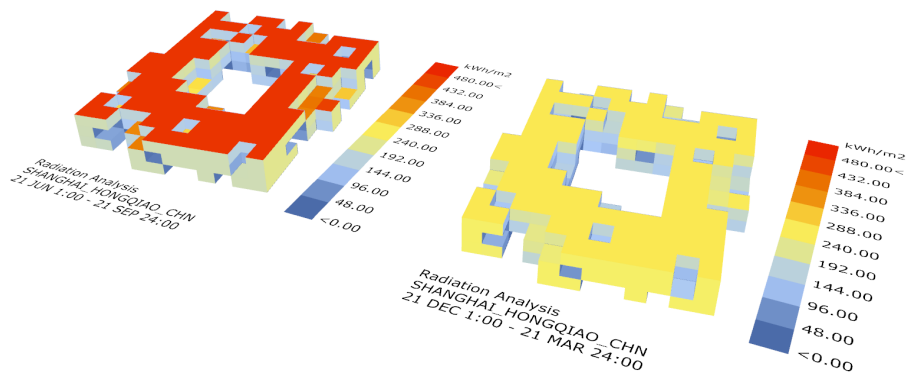 kWh/m2
480.00<
432.00
384.00
336.00
288.00
240.00
192.00
144.00
96.00
48.00
<0.00
Radiation Analysis
SHANGHAI_HONGQIAO_CHN
21 JUN 1:00 - 21 SEP 24:00
kWh/m2
480.00<
432.00
384.00
336.00
288.00
240.00
192.00
144.00
96.00
48.00
<0.00
Radiation Analysis
SHANGHAI_HONGQIAO_CHN
21 DEC 1:00 - 21 MAR 24:00